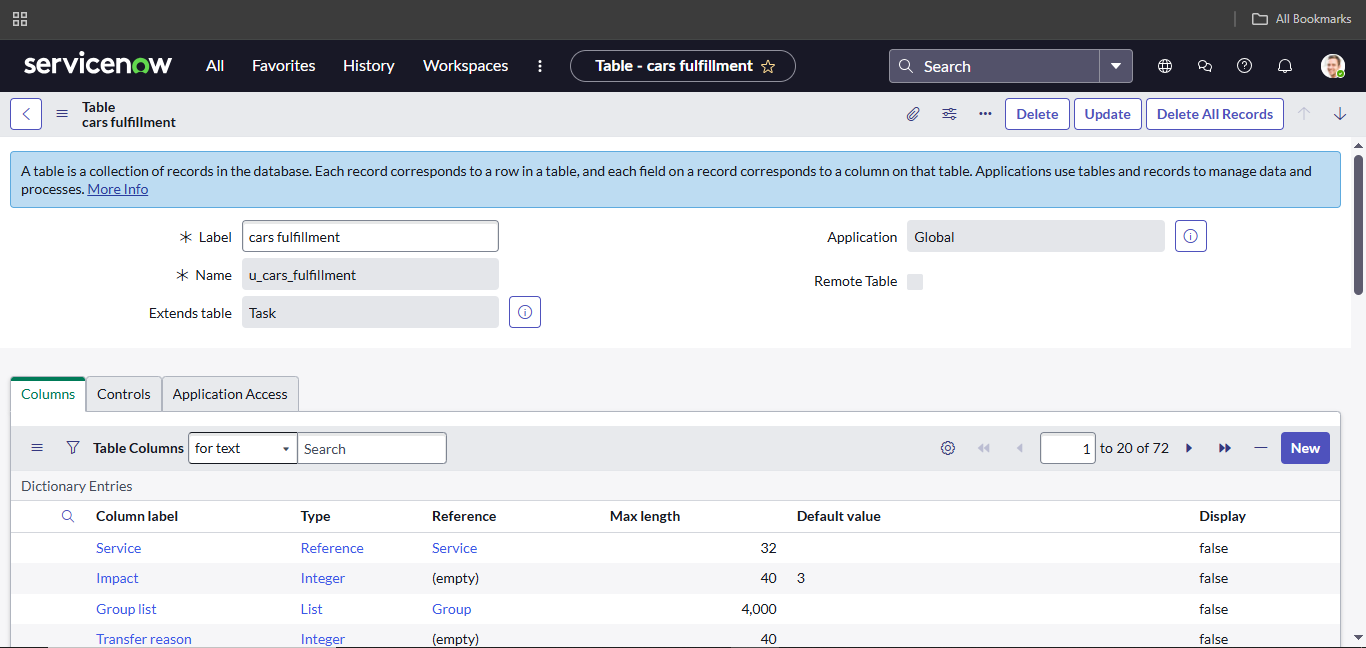 All Bookmarks
servicenow All Favorites History Workspaces Table - cars fulfillment Search
Table
cars fulfillment
Delete Update Delete All Records
A table is a collection of records in the database. Each record corresponds to a row in a table, and each field on a record corresponds to a column on that table. Applications use tables and records to manage data and
processes. More Info
Label cars fulfillment Application Global
Name u_cars_fulfillment Remote Table
Extends table Task
Columns Controls Application Access
Table Columns for text Search 1 to 20 of 72 New
Dictionary Entries
Column label Type Reference Max length Default value Display
Service Reference Service 32 false
Impact Integer (empty) 40 3 false
Group list List Group 4,000 false
Transfer reason Integer (empty) 40 false